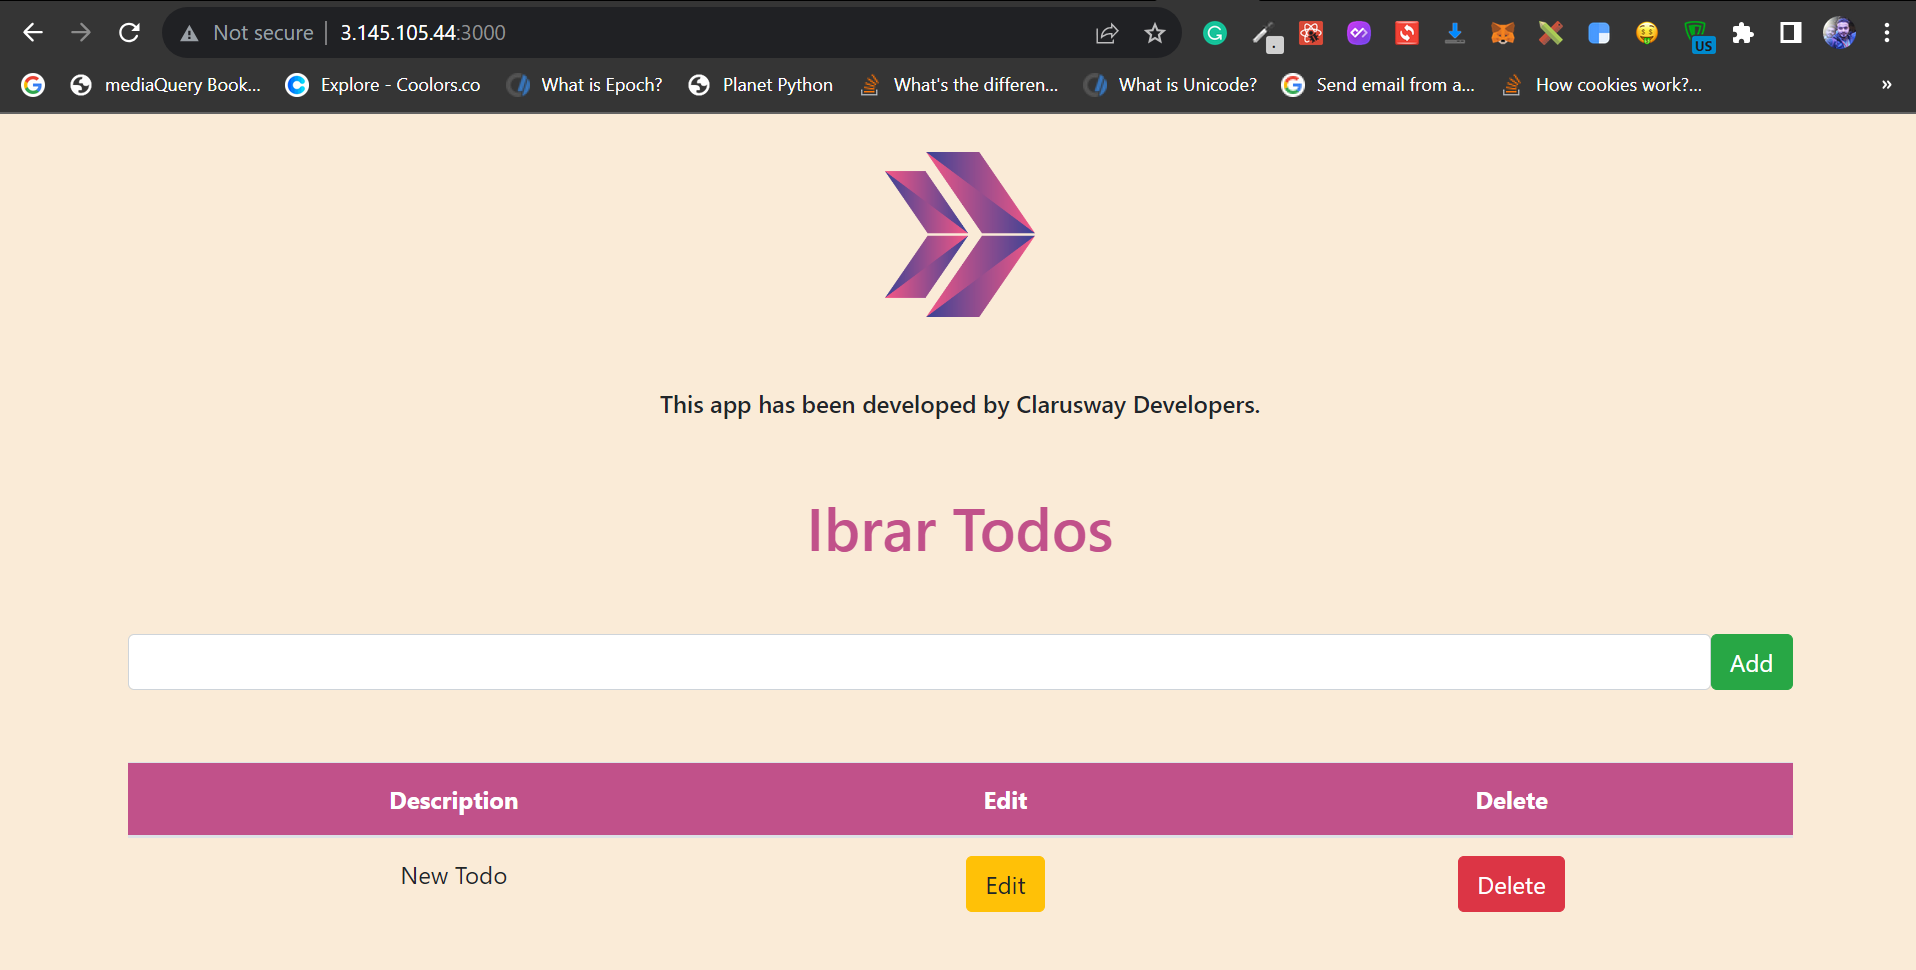 Not secure | 3.145.105.44:3000
US
mediaQuery Book... Explore - Coolors.co What is Epoch? Planet Python What's the differen... What is Unicode? Send email from a... How cookies work?... »
This app has been developed by Clarusway Developers.
Ibrar Todos
Add
Description Edit Delete
New Todo Edit Delete